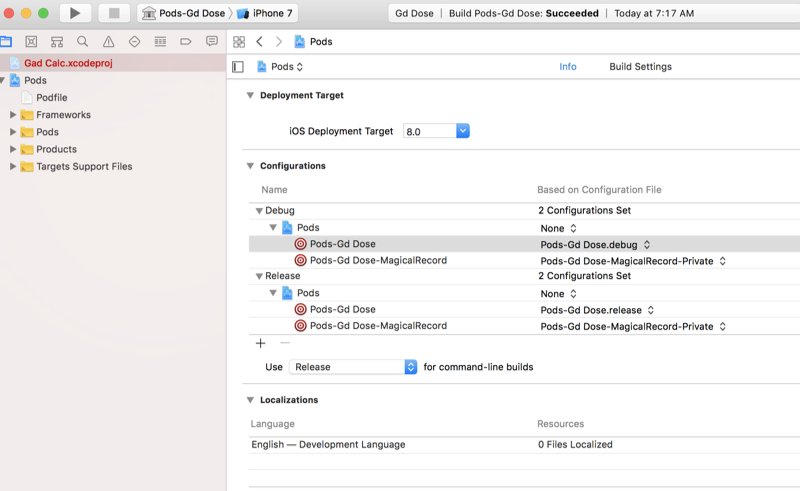 Pods-Gd Dose iPhone 7 Gd Dose Build Pods-Gd Dose: Succeeded Today at 7:17 AM
Pods
Gad Calc.xcodeproj Pods Info Build Settings
Pods
Podfile
Frameworks
Pods
Products
Targets Support Files
Deployment Target
iOS Deployment Target 8.0
Configurations
Name Based on Configuration File
Debug 2 Configurations Set
Pods None
Pods-Gd Dose Pods-Gd Dose.debug
Pods-Gd Dose-MagicalRecord Pods-Gd Dose-MagicalRecord-Private
Release 2 Configurations Set
Pods None
Pods-Gd Dose Pods-Gd Dose.release
Pods-Gd Dose-MagicalRecord Pods-Gd Dose-MagicalRecord-Private
Use Release for command-line builds
Localizations
Language Resources
English — Development Language 0 Files Localized